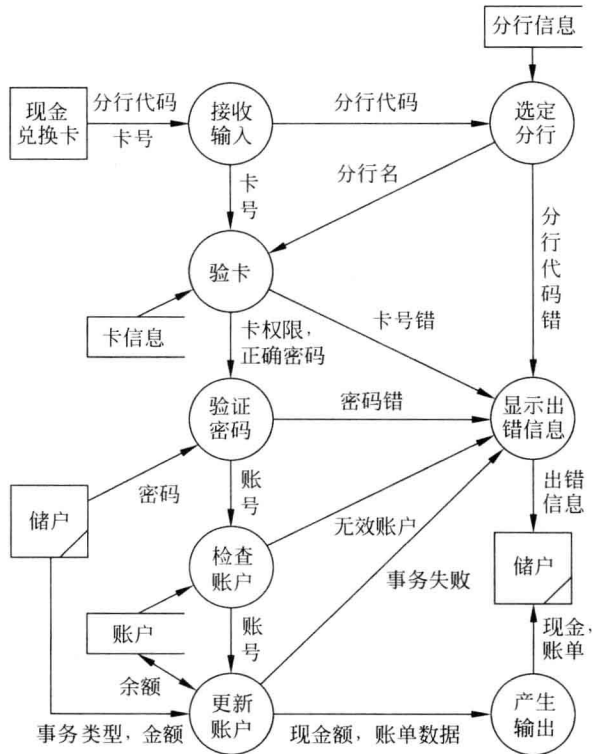 分行信息
现金
兑换卡
分行代码
卡号
接收
输入
分行代码
选定
分行
卡
号
分行名
分
行
代
码
错
验卡
卡信息
卡权限，
正确密码
卡号错
验证
密码
密码错
显示出
错信息
储户
密码
账
号
无效账户
出错
信息
检查
账户
事务失败
储户
账户
账
号
现金，
账单
余额
更新
账户
产生
输出
事务类型，金额
现金额，账单数据